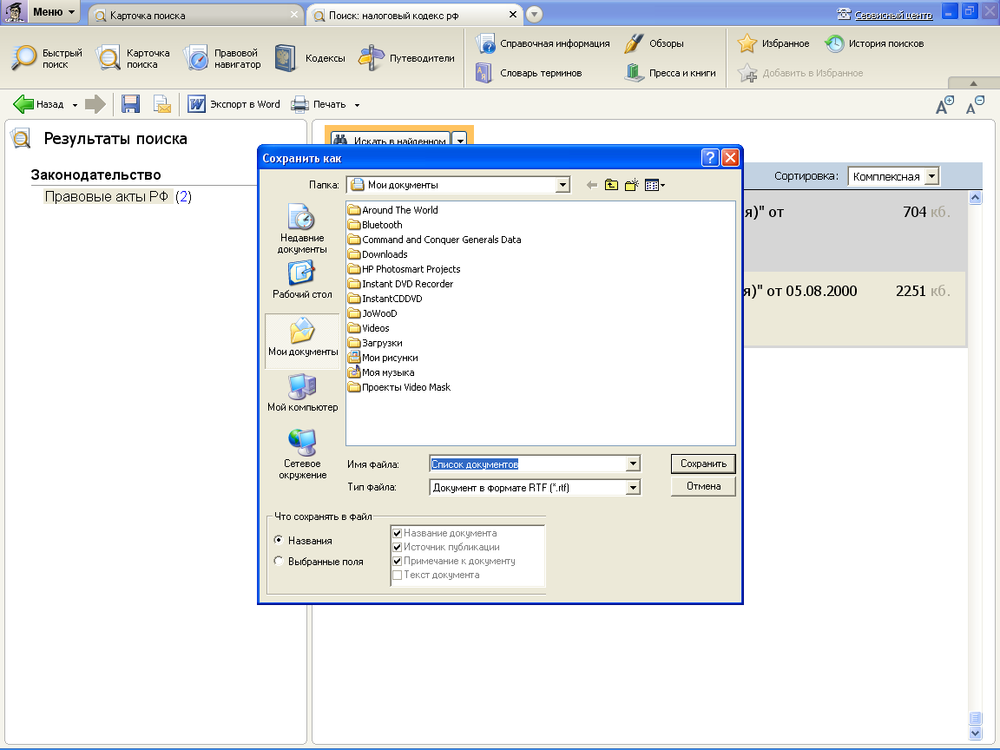 Меню
Карточка поиска
Поиск: налоговый кодекс рф
Сервисный центр
Быстрый поиск
Карточка поиска
Правовой навигатор
Кодексы
Путеводители
Справочная информация
Словарь терминов
Обзоры
Пресса и книги
Избранное
История поисков
Добавить в Избранное
Назад
Экспорт в Word
Печать
Результаты поиска
Искать в найденном
Законодательство
Правовые акты РФ (2)
Сортировка: Комплексная
я)" от 704 кб.
я)" от 05.08.2000 2251 кб.
Сохранить как
Папка: Мои документы
Недавние документы
Рабочий стол
Мои документы
Мой компьютер
Сетевое окружение
Around The World
Bluetooth
Command and Conquer Generals Data
Downloads
HP Photosmart Projects
Instant DVD Recorder
InstantCDDVD
JoWooD
Videos
Загрузки
Мои рисунки
Моя музыка
Проекты Video Mask
Имя файла: Список документов Сохранить
Тип файла: Документ в формате RTF (*.rtf) Отмена
Что сохранять в файл
Названия
Выбранные поля
Название документа
Источник публикации
Примечание к документу
Текст документа